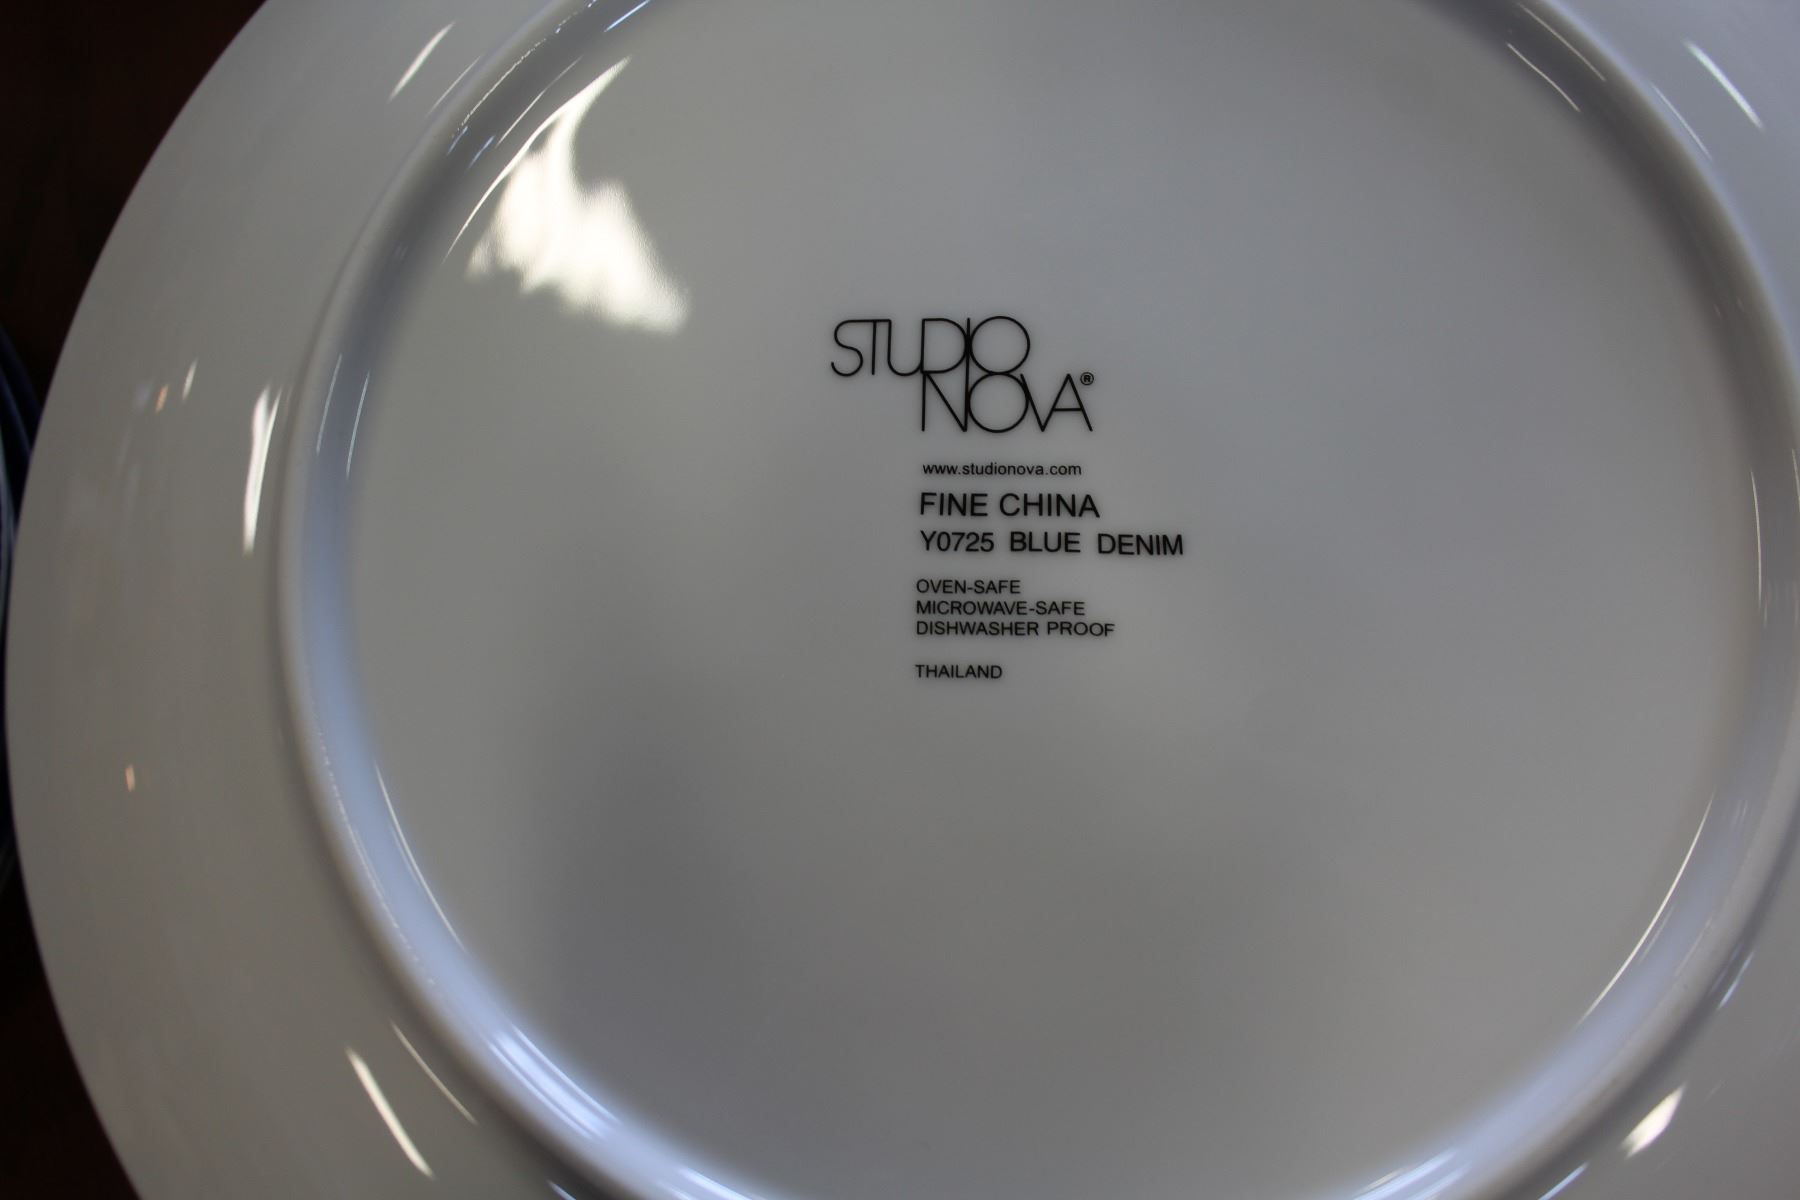 STUDIO
NOVA®
www.studionova.com
FINE CHINA
Y0725 BLUE DENIM
OVEN-SAFE
MICROWAVE-SAFE
DISHWASHER PROOF
THAILAND